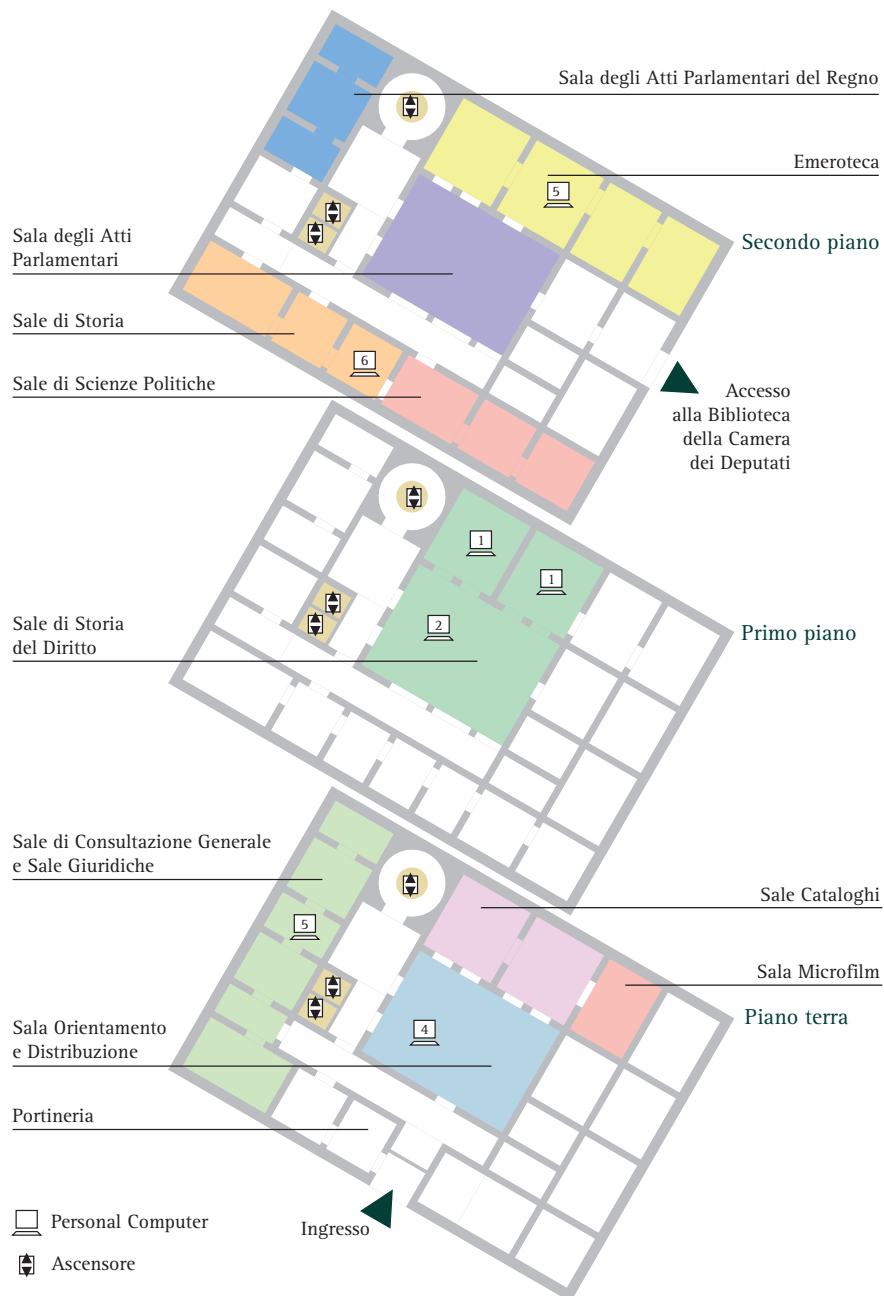 Sala degli Atti Parlamentari del Regno
Emeroteca
5
Sala degli Atti
Parlamentari
Secondo piano
Sale di Storia
6
Sale di Scienze Politiche
Accesso
alla Biblioteca
della Camera
dei Deputati
1
1
2
Sale di Storia
del Diritto
Primo piano
Sale di Consultazione Generale
e Sale Giuridiche
Sale Cataloghi
5
Sala Microfilm
Piano terra
4
Sala Orientamento
e Distribuzione
Portineria
Ingresso
Personal Computer
Ascensore